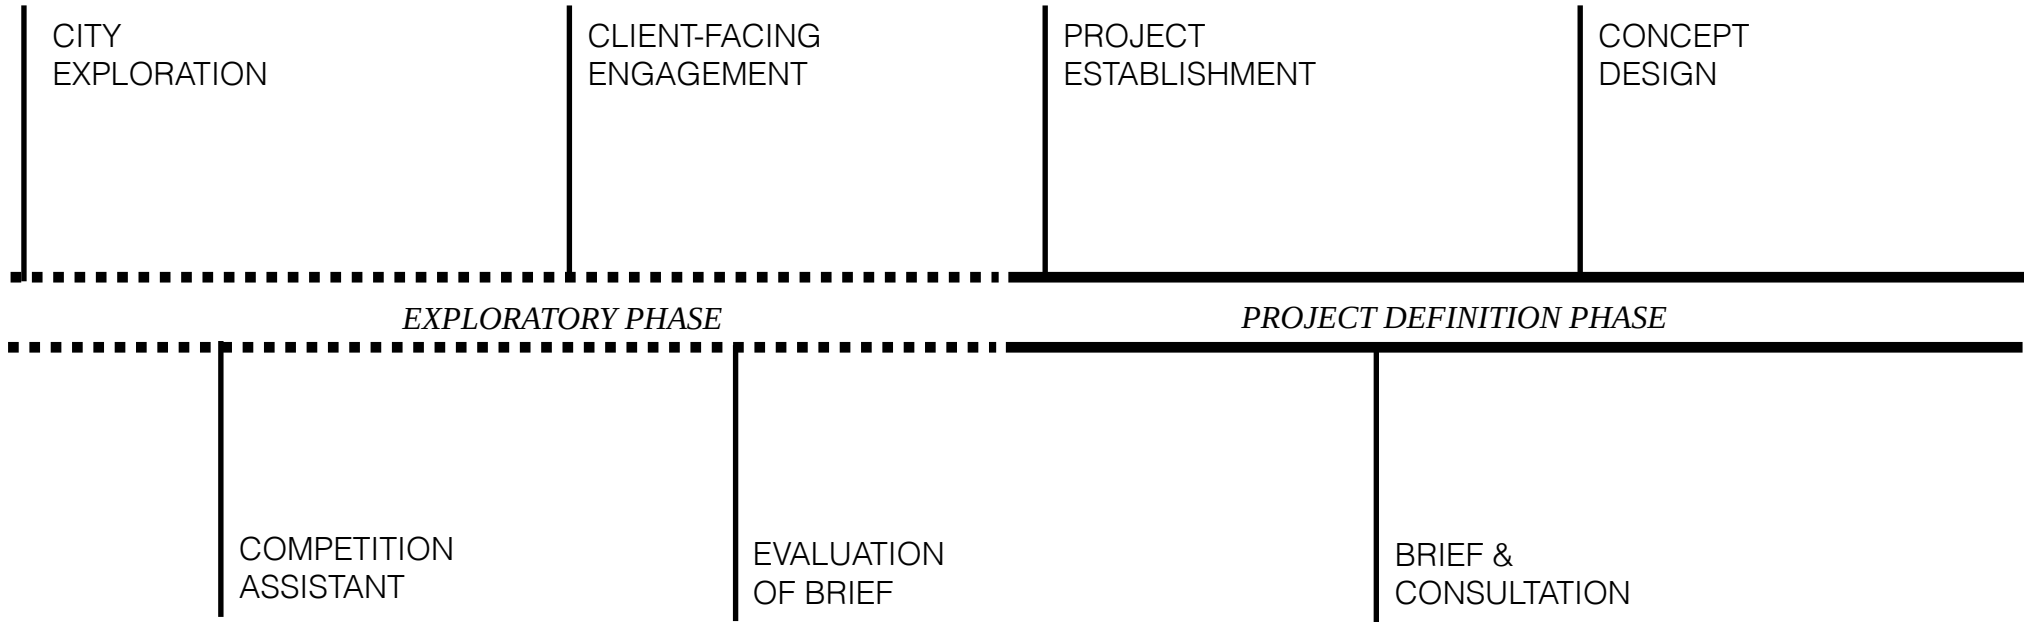 CITY
EXPLORATION
CLIENT-FACING
ENGAGEMENT
PROJECT
ESTABLISHMENT
CONCEPT
DESIGN
EXPLORATORY PHASE
PROJECT DEFINITION PHASE
COMPETITION
ASSISTANT
EVALUATION
OF BRIEF
BRIEF &
CONSULTATION